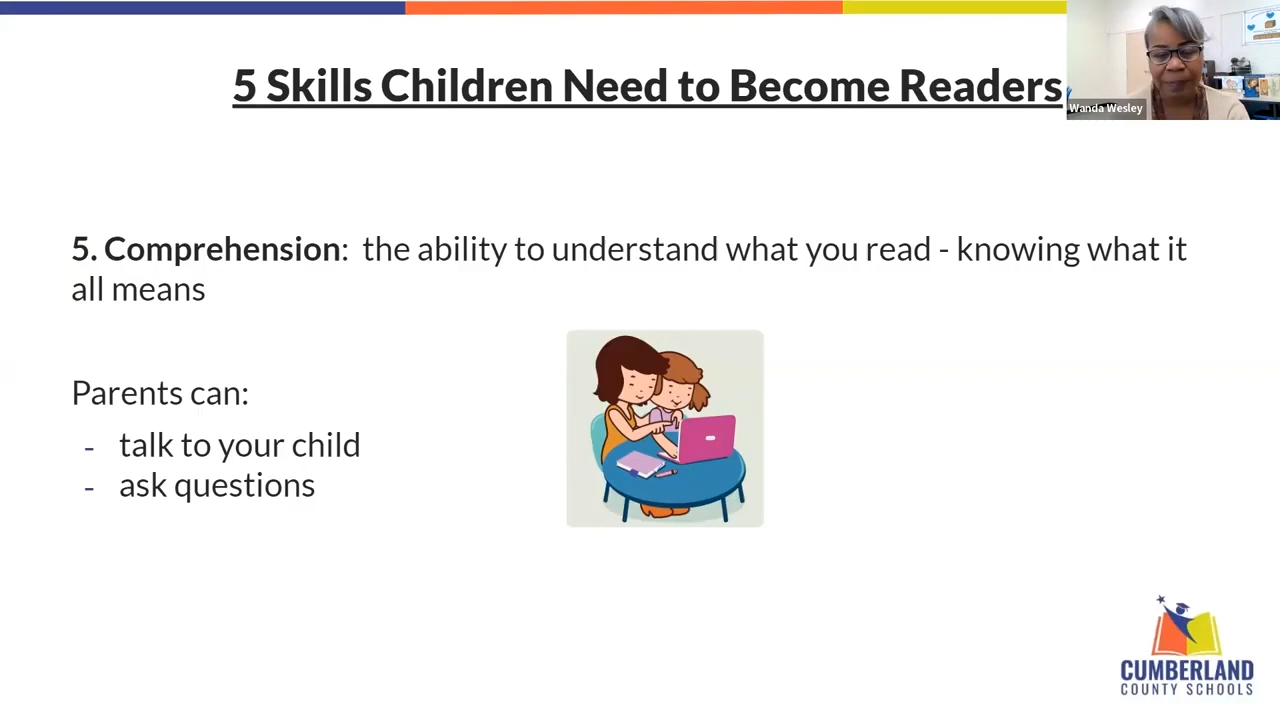 5 Skills Children Need to Become Readers
Wanda Wesley
5. Comprehension:  the ability to understand what you read - knowing what it
all means
Parents can:
- talk to your child
- ask questions
CUMBERLAND
COUNTY SCHOOLS